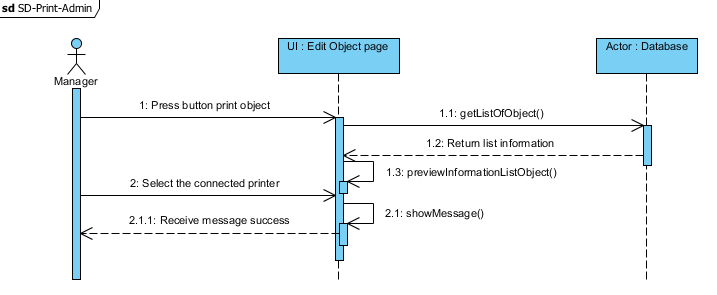 sd SD-Print-Admin
UI : Edit Object page
Actor : Database
Manager
1: Press button print object
1.1: getListOfObject()
1.2: Return list information
1.3: previewInformationListObject()
2: Select the connected printer
2.1: showMessage()
2.1.1: Receive message success